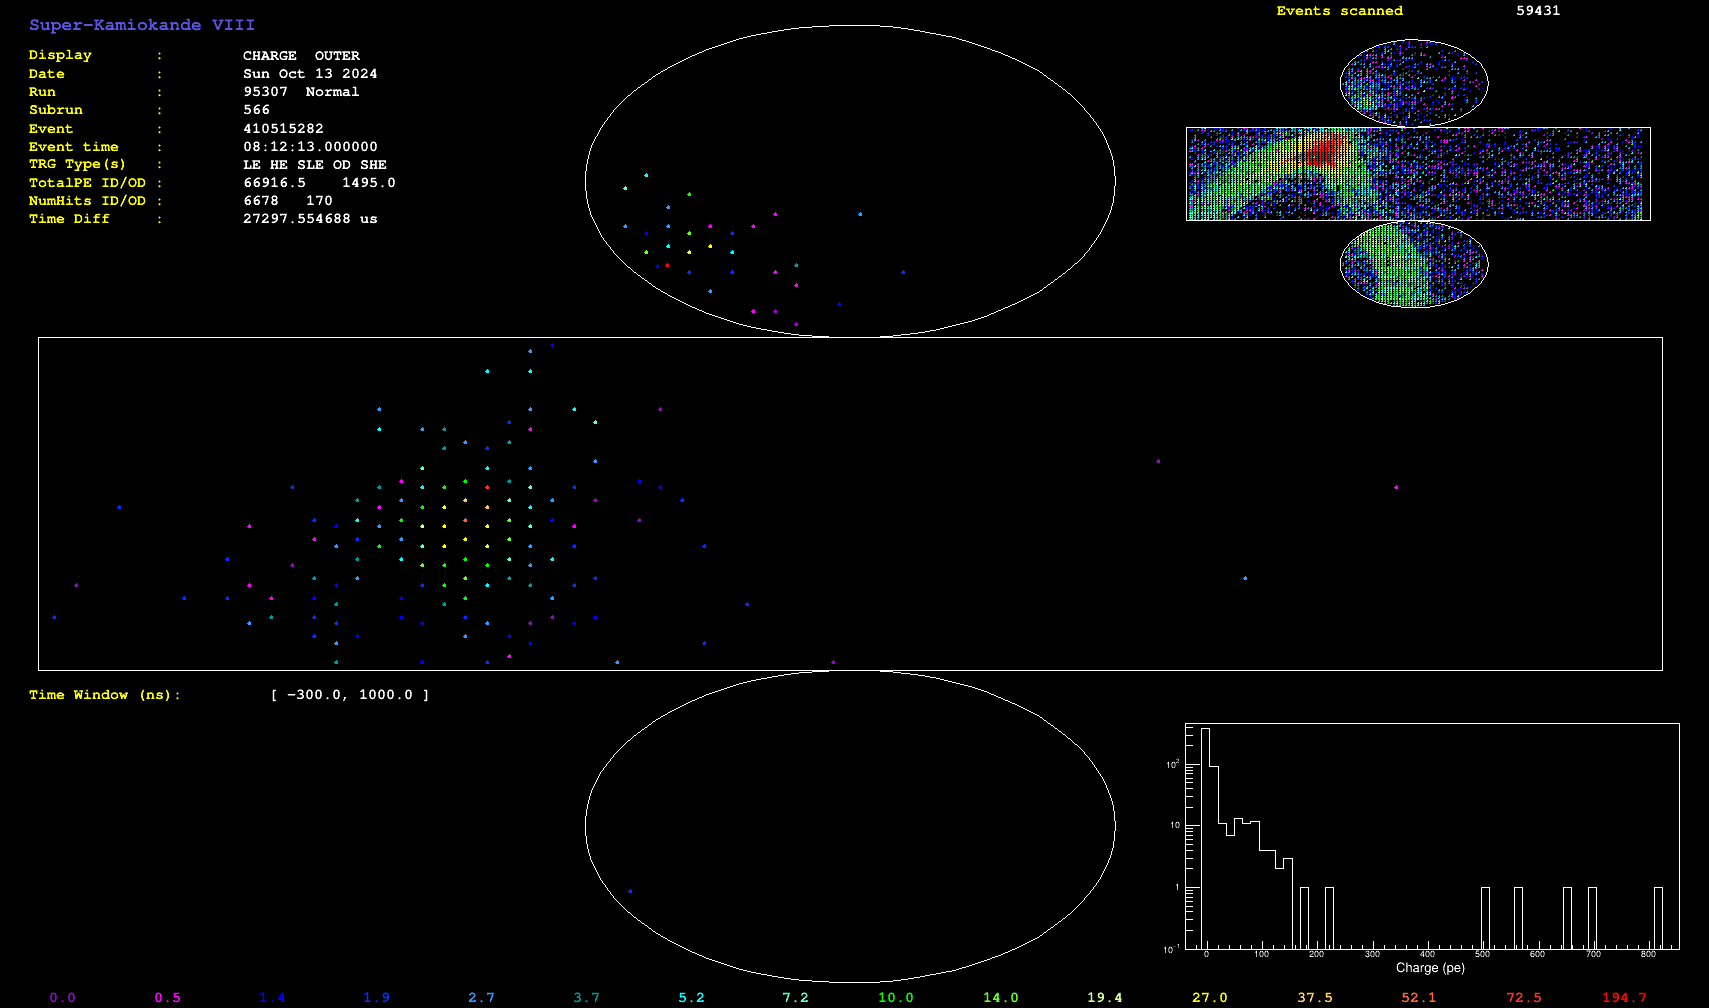 Super-Kamiokande VIII
Events scanned 59431
Display : CHARGE OUTER
Date : Sun Oct 13 2024
Run : 95307 Normal
Subrun : 566
Event : 410515282
Event time : 08:12:13.000000
TRG Type(s) : LE HE SLE OD SHE
TotalPE ID/OD : 66916.5 1495.0
NumHits ID/OD : 6678 170
Time Diff : 27297.554688 us
Time Window (ns): [ -300.0, 1000.0 ]
10²
10
1
10⁻¹
0 100 200 300 400 500 600 700 800
Charge (pe)
0.0 0.5 1.4 1.9 2.7 3.7 5.2 7.2 10.0 14.0 19.4 27.0 37.5 52.1 72.5 194.7